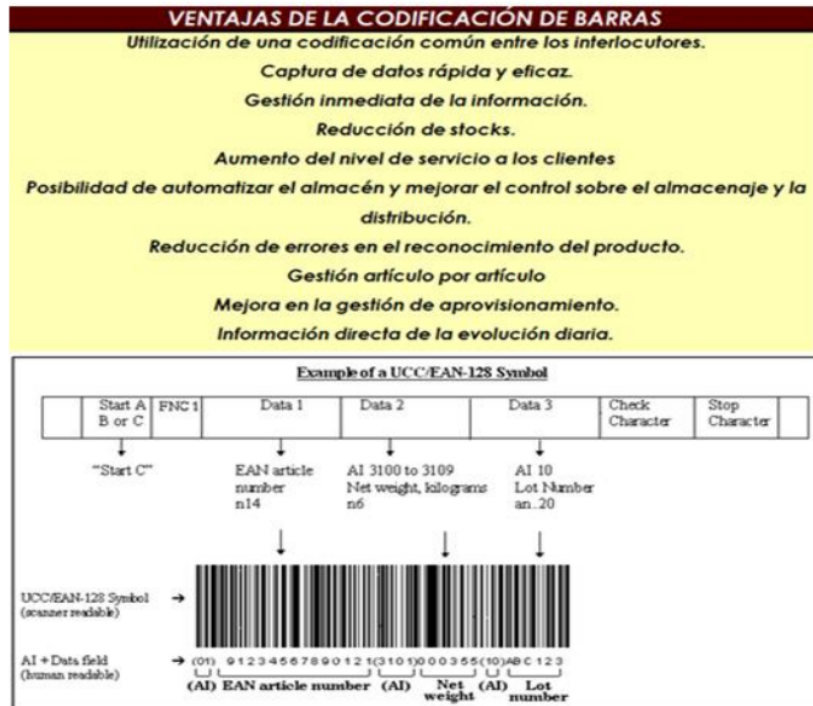 VENTAJAS DE LA CODIFICACIÓN DE BARRAS
Utilización de una codificación común entre los interlocutores.
Captura de datos rápida y eficaz.
Gestión inmediata de la información.
Reducción de stocks.
Aumento del nivel de servicio a los clientes
Posibilidad de automatizar el almacén y mejorar el control sobre el almacenaje y la
distribución.
Reducción de errores en el reconocimiento del producto.
Gestión artículo por artículo
Mejora en la gestión de aprovisionamiento.
Información directa de la evolución diaria.
Example of a UCC/EAN-128 Symbol
Start A
B or C
FNC 1
Data 1
Data 2
Data 3
Check
Character
Stop
Character
"Start C"
EAN article
number
n14
AI 3100 to 3109
Net weight, kilograms
n6
AI 10
Lot Number
an..20
UCC/EAN-128 Symbol
(scanner readable)
AI + Data field
(human readable)
(01) 91234567890121(3101)000355(10)ABC123
(AI) EAN article number (AI) Net weight (AI) Lot number